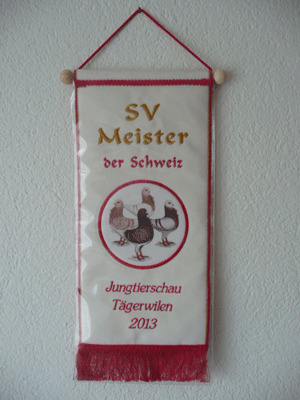 SV
Meister
der Schweiz
Jungtierschau
Tägerwilen
2013